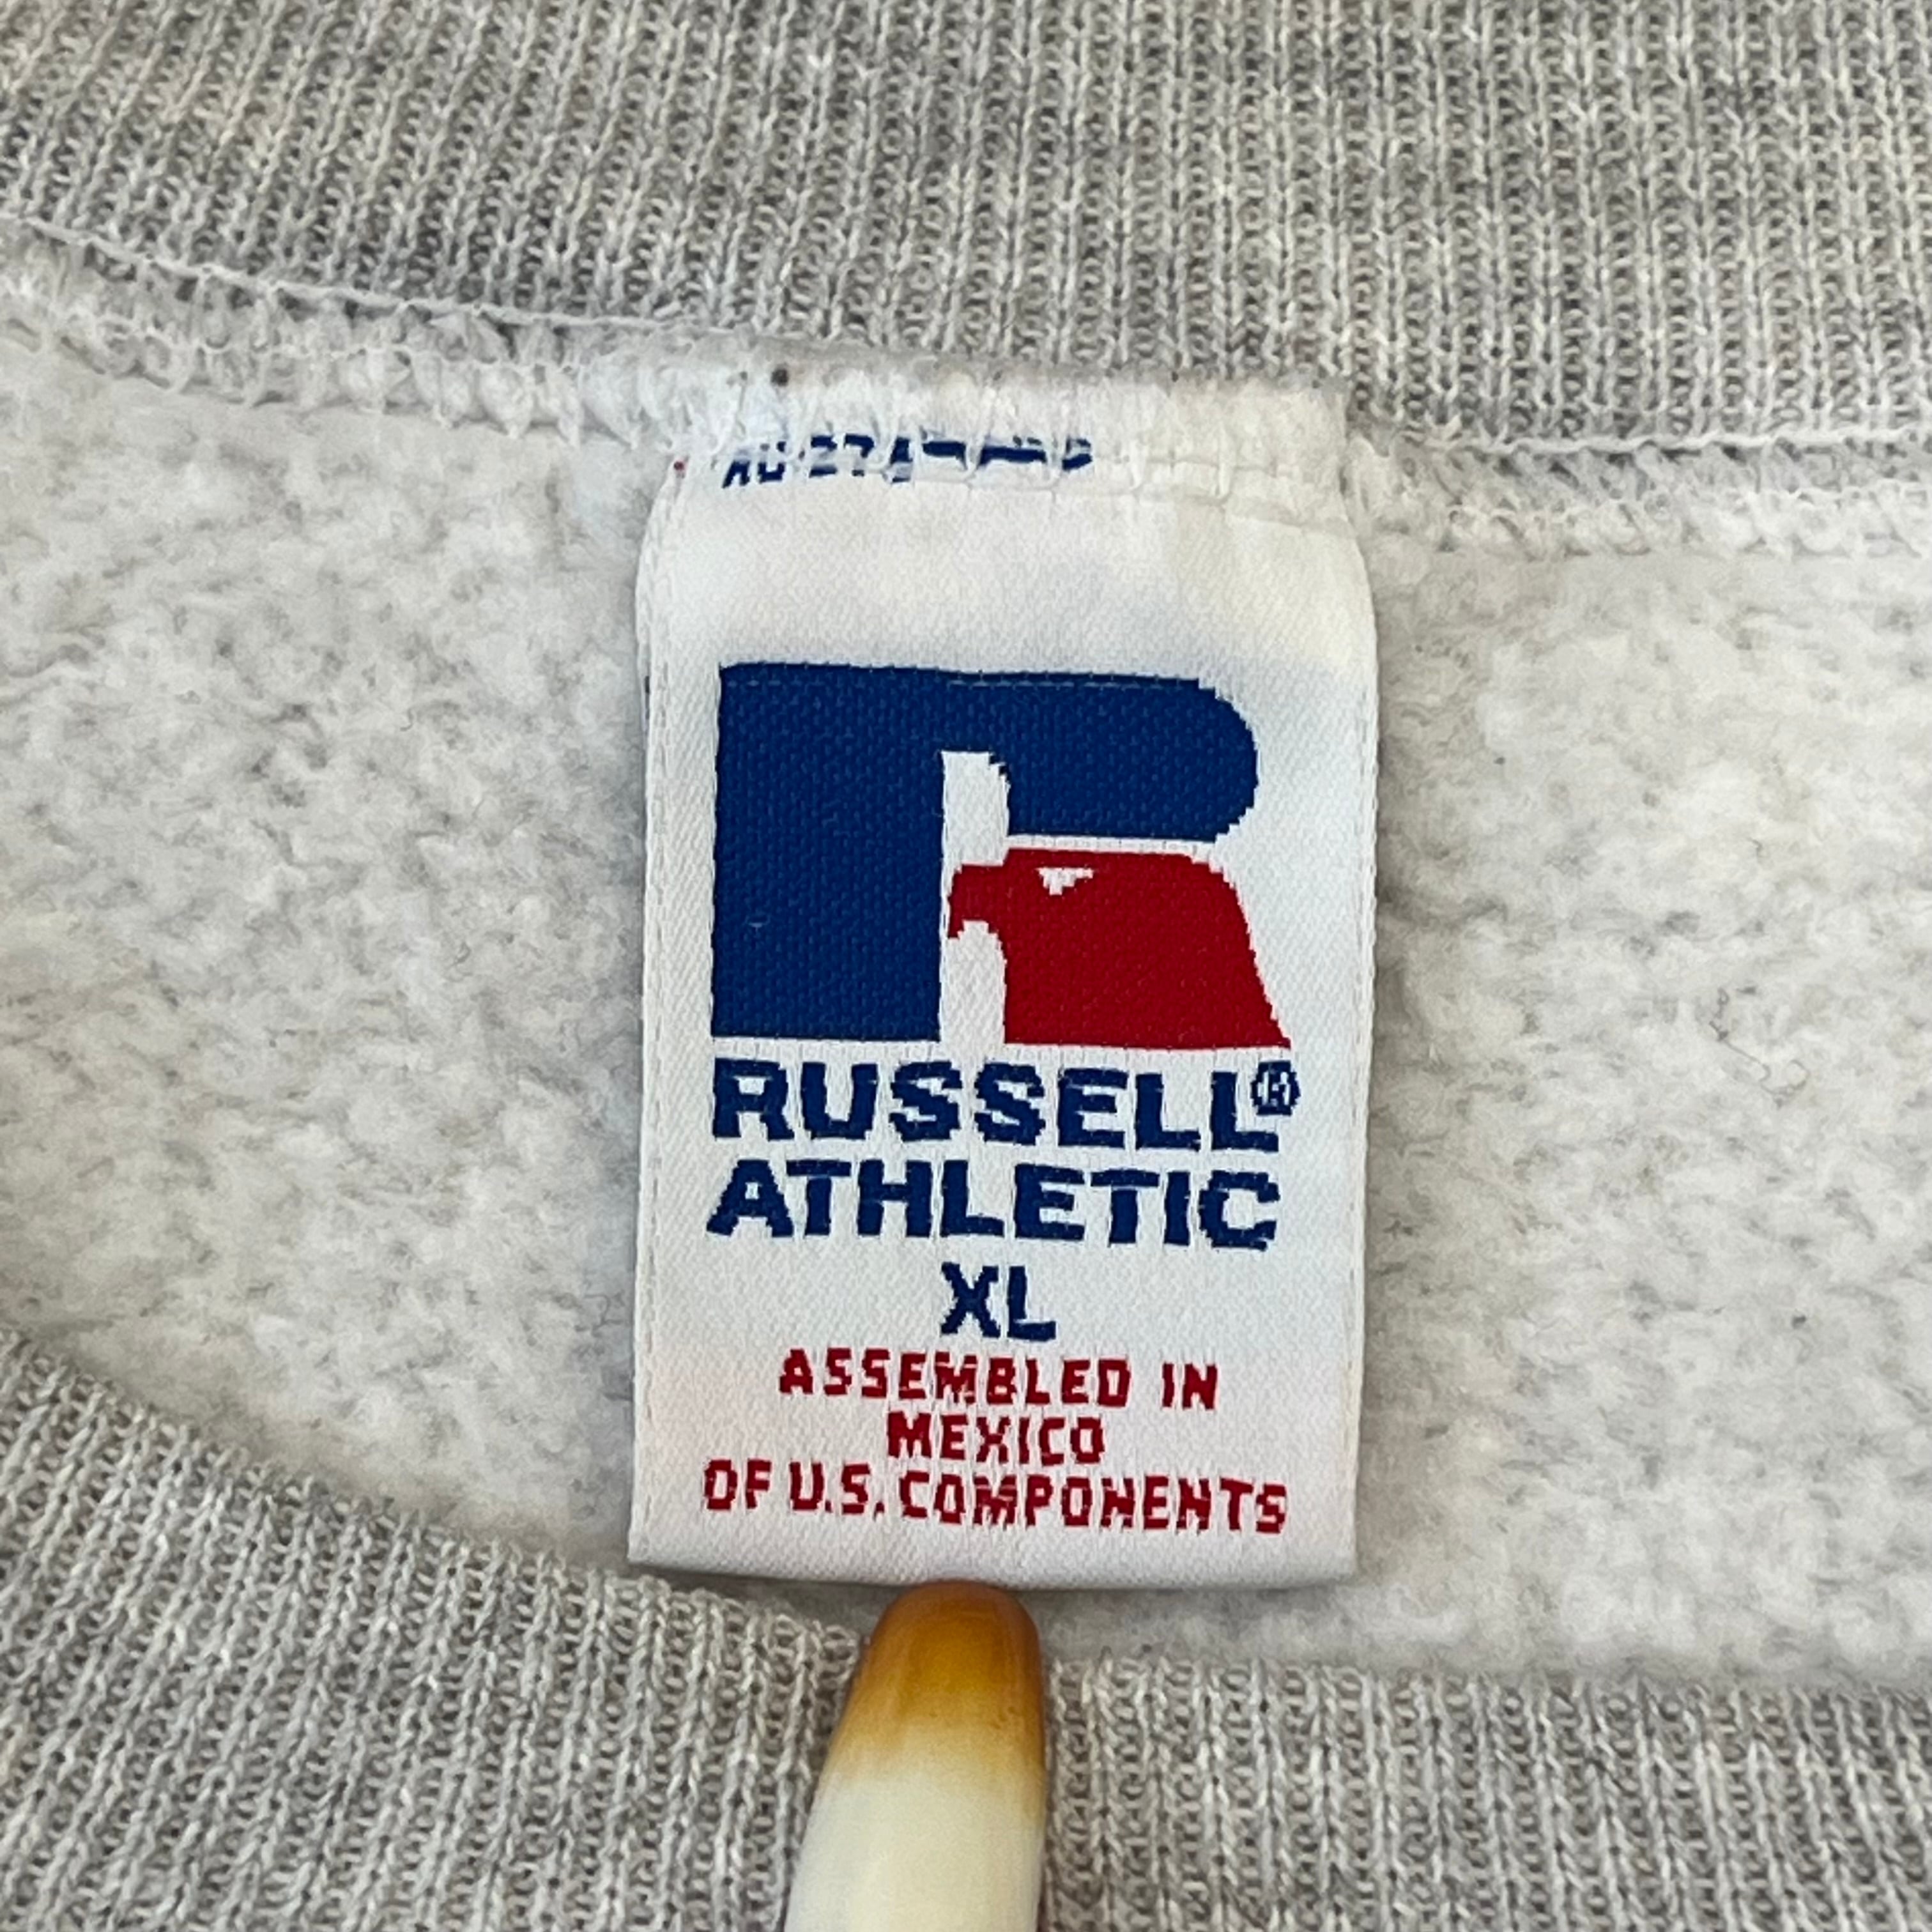 RUSSELL®
ATHLETIC
XL
ASSEMBLED IN
MEXICO
OF U.S. COMPONENTS